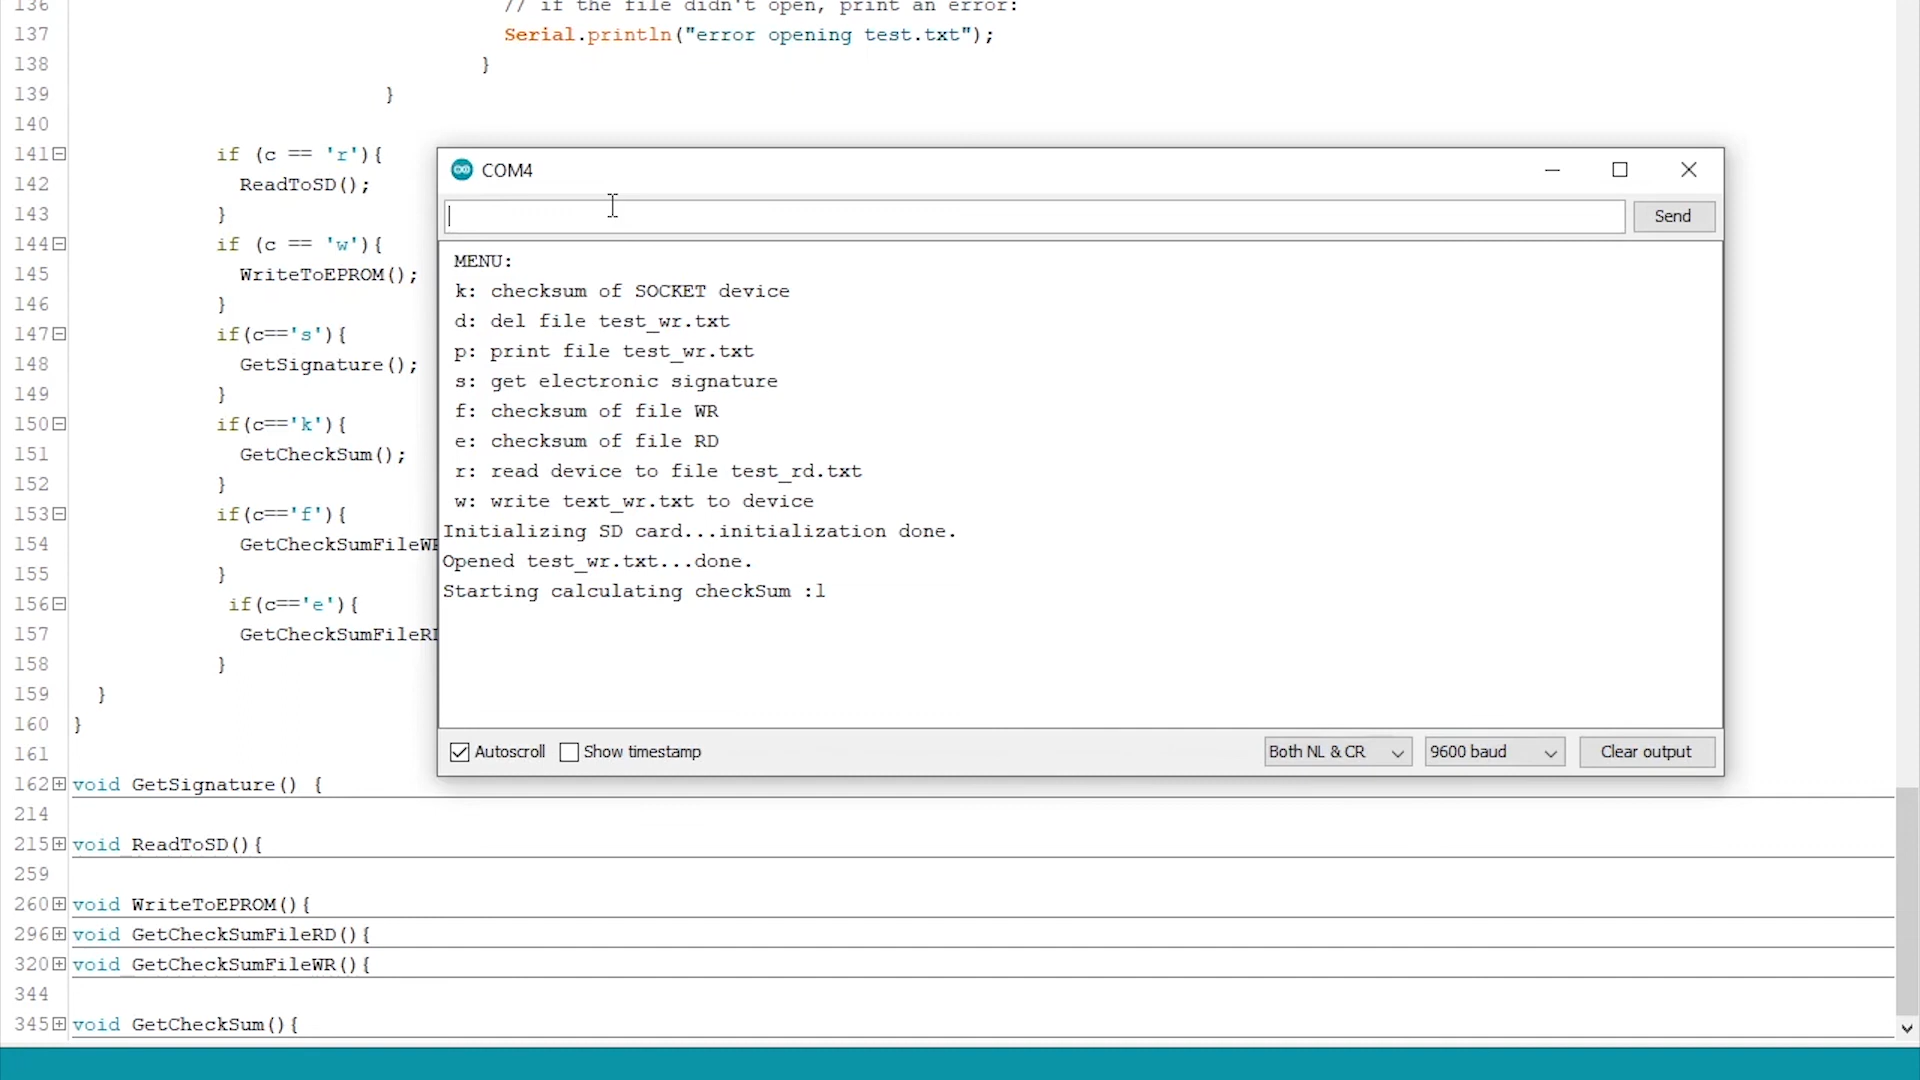 136 // if the file didn't open, print an error:
137 Serial.println("error opening test.txt");
138 }
139 }
140
141 if (c == 'r'){
142 ReadToSD();
143 }
144 if (c == 'w'){
145 WriteToEPROM();
146 }
147 if(c=='s'){
148 GetSignature();
149 }
150 if(c=='k'){
151 GetCheckSum();
152 }
153 if(c=='f'){
154 GetCheckSumFileWR
155 }
156 if(c=='e'){
157 GetCheckSumFileRD
158 }
159 }
160 }
161
162 void GetSignature() {
214
215 void ReadToSD(){
259
260 void WriteToEPROM(){
296 void GetCheckSumFileRD(){
320 void GetCheckSumFileWR(){
344
345 void GetCheckSum(){
COM4
Send
MENU:
k: checksum of SOCKET device
d: del file test_wr.txt
p: print file test_wr.txt
s: get electronic signature
f: checksum of file WR
e: checksum of file RD
r: read device to file test_rd.txt
w: write text_wr.txt to device
Initializing SD card...initialization done.
Opened test_wr.txt...done.
Starting calculating checkSum :l
Autoscroll Show timestamp Both NL & CR 9600 baud Clear output